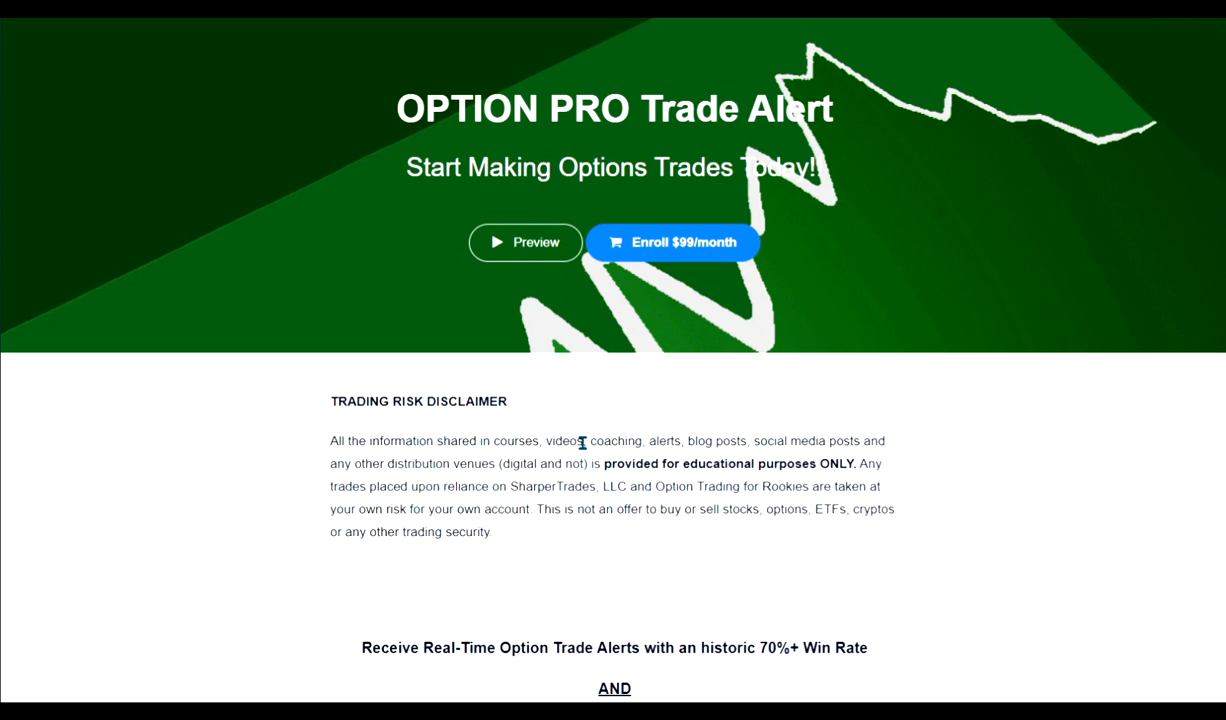 OPTION PRO Trade Alert
Start Making Options Trades Today!!
Preview
Enroll $99/month
TRADING RISK DISCLAIMER
All the information shared in courses, videos, coaching, alerts, blog posts, social media posts and
any other distribution venues (digital and not) is provided for educational purposes ONLY. Any
trades placed upon reliance on SharperTrades, LLC and Option Trading for Rookies are taken at
your own risk for your own account. This is not an offer to buy or sell stocks, options, ETFs, cryptos
or any other trading security.
Receive Real-Time Option Trade Alerts with an historic 70%+ Win Rate
AND